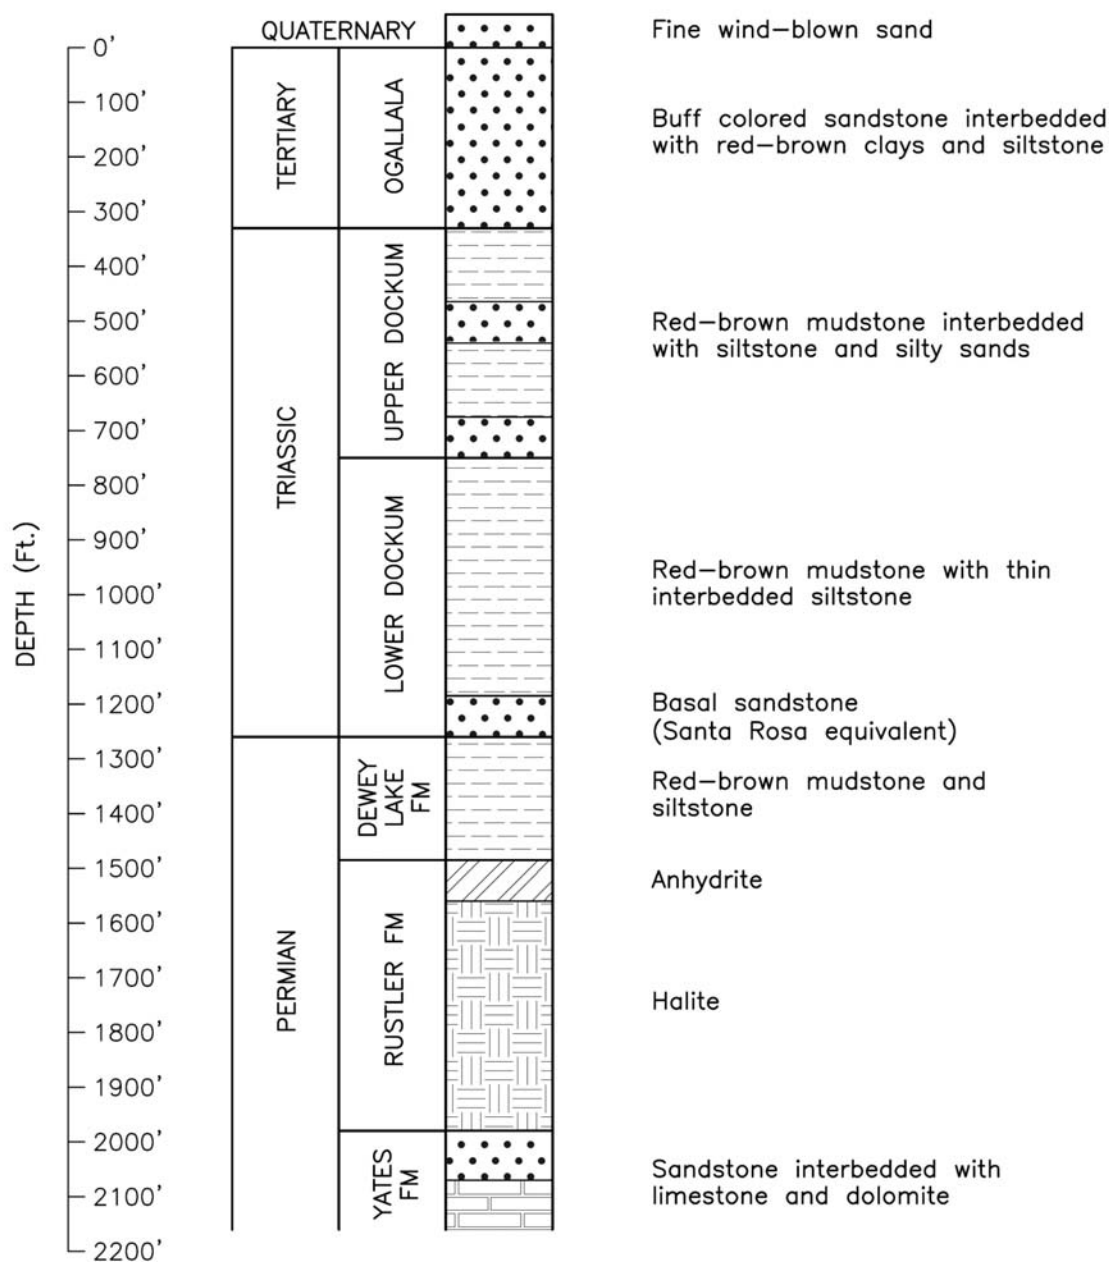 QUATERNARY
Fine wind-blown sand
DEPTH (Ft.)
0'
100'
200'
300'
400'
500'
600'
700'
800'
900'
1000'
1100'
1200'
1300'
1400'
1500'
1600'
1700'
1800'
1900'
2000'
2100'
2200'
TERTIARY
OGALLALA
Buff colored sandstone interbedded
with red-brown clays and siltstone
TRIASSIC
UPPER DOCKUM
Red-brown mudstone interbedded
with siltstone and silty sands
LOWER DOCKUM
Red-brown mudstone with thin
interbedded siltstone
Basal sandstone
(Santa Rosa equivalent)
PERMIAN
DEWEY
LAKE
FM
Red-brown mudstone and
siltstone
RUSTLER FM
Anhydrite
Halite
YATES
FM
Sandstone interbedded with
limestone and dolomite